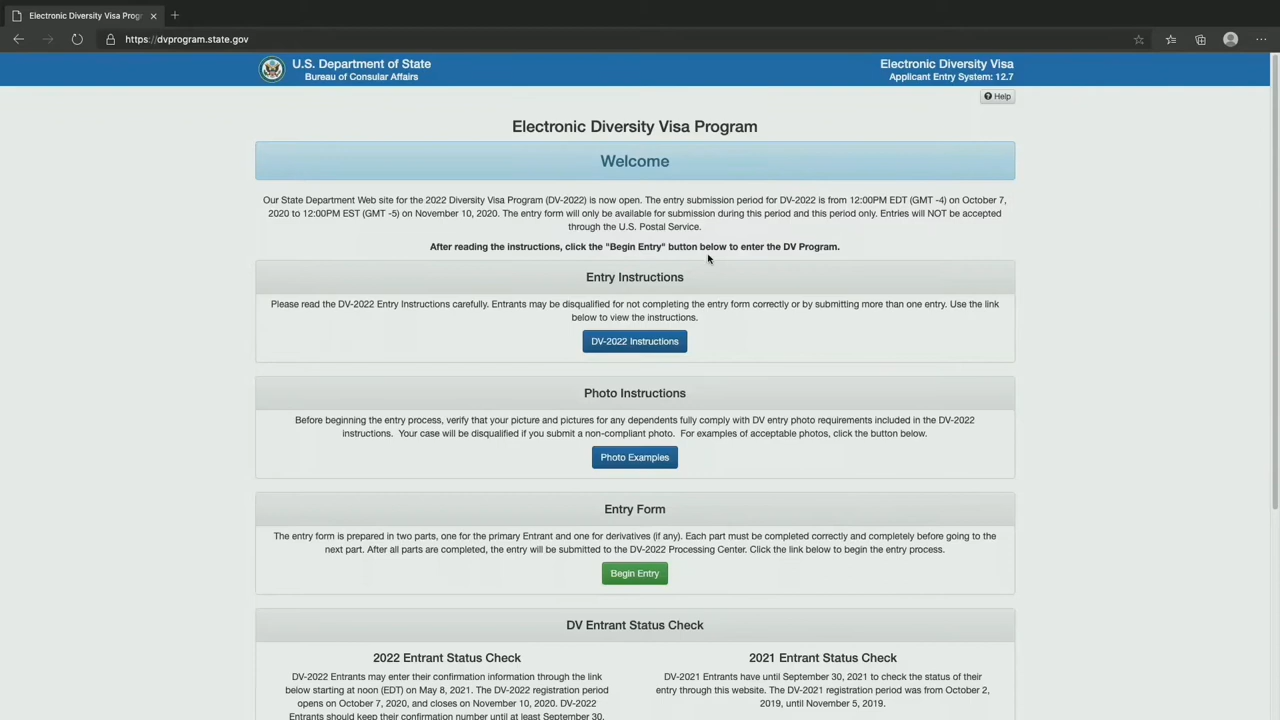 Electronic Diversity Visa Progr
https://dvprogram.state.gov
U.S. Department of State
Bureau of Consular Affairs
Electronic Diversity Visa
Applicant Entry System: 12.7
Help
Electronic Diversity Visa Program
Welcome
Our State Department Web site for the 2022 Diversity Visa Program (DV-2022) is now open. The entry submission period for DV-2022 is from 12:00PM EDT (GMT -4) on October 7,
2020 to 12:00PM EST (GMT -5) on November 10, 2020. The entry form will only be available for submission during this period and this period only. Entries will NOT be accepted
through the U.S. Postal Service.
After reading the instructions, click the "Begin Entry" button below to enter the DV Program.
Entry Instructions
Please read the DV-2022 Entry Instructions carefully. Entrants may be disqualified for not completing the entry form correctly or by submitting more than one entry. Use the link
below to view the instructions.
DV-2022 Instructions
Photo Instructions
Before beginning the entry process, verify that your picture and pictures for any dependents fully comply with DV entry photo requirements included in the DV-2022
instructions. Your case will be disqualified if you submit a non-compliant photo. For examples of acceptable photos, click the button below.
Photo Examples
Entry Form
The entry form is prepared in two parts, one for the primary Entrant and one for derivatives (if any). Each part must be completed correctly and completely before going to the
next part. After all parts are completed, the entry will be submitted to the DV-2022 Processing Center. Click the link below to begin the entry process.
Begin Entry
DV Entrant Status Check
2022 Entrant Status Check
DV-2022 Entrants may enter their confirmation information through the link
below starting at noon (EDT) on May 8, 2021. The DV-2022 registration period
opens on October 7, 2020, and closes on November 10, 2020. DV-2022
Entrants should keep their confirmation number until at least September 30,
2021 Entrant Status Check
DV-2021 Entrants have until September 30, 2021 to check the status of their
entry through this website. The DV-2021 registration period was from October 2,
2019, until November 5, 2019.